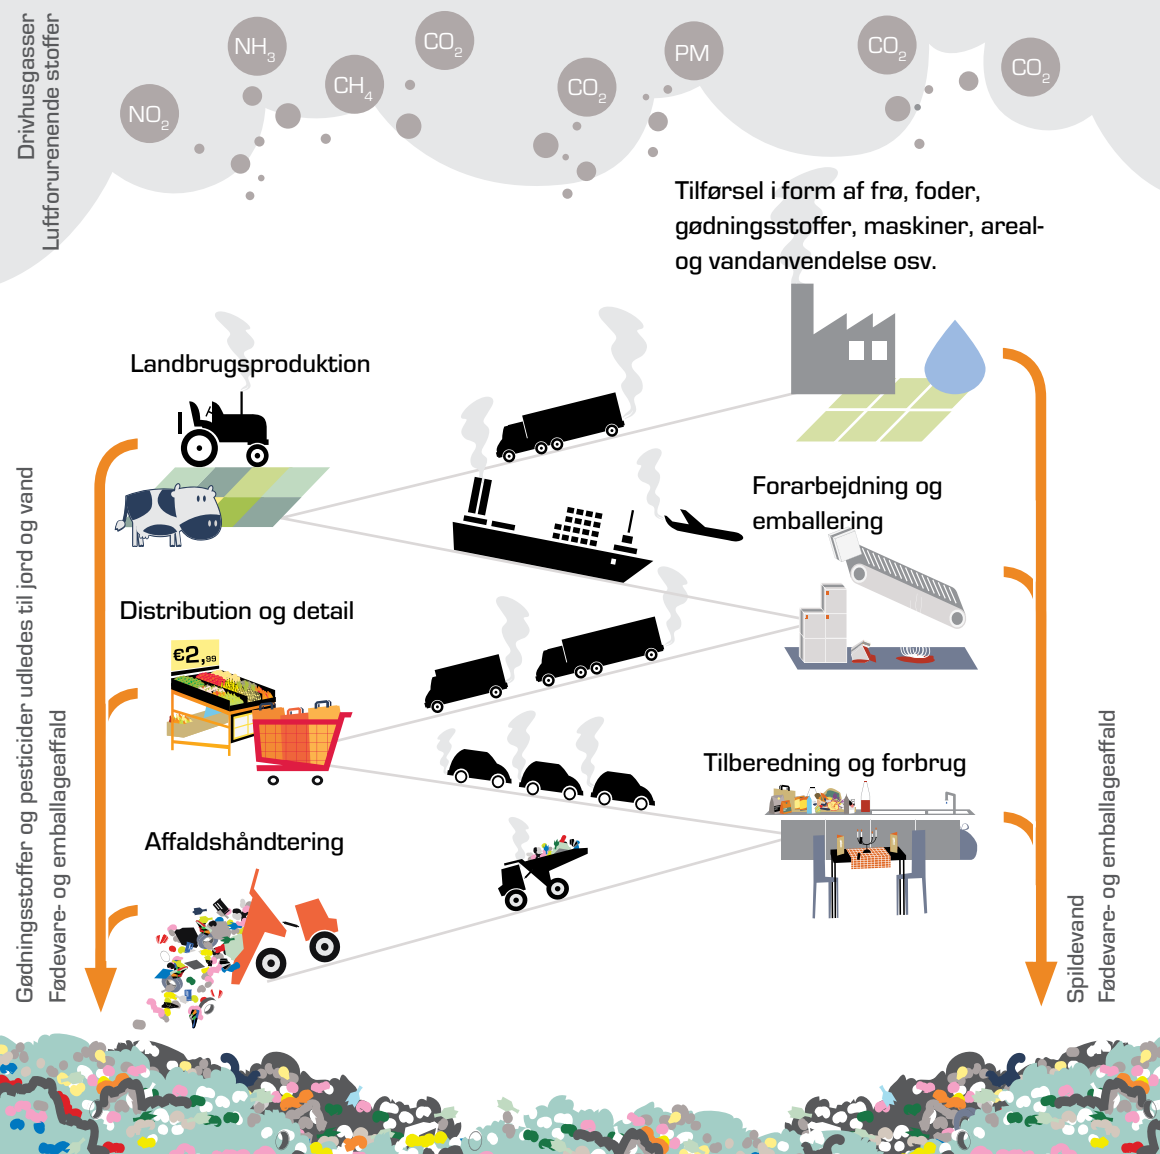 Drivhusgasser
Luftforurenende stoffer
NO2
NH3
CH4
CO2
CO2
PM
CO2
CO2
Tilførsel i form af frø, foder,
gødningsstoffer, maskiner, areal-
og vandanvendelse osv.
Landbrugsproduktion
Forarbejdning og
emballering
Distribution og detail
€2,99
Tilberedning og forbrug
Affaldshåndtering
Gødningsstoffer og pesticider udledes til jord og vand
Fødevare- og emballageaffald
Spildevand
Fødevare- og emballageaffald